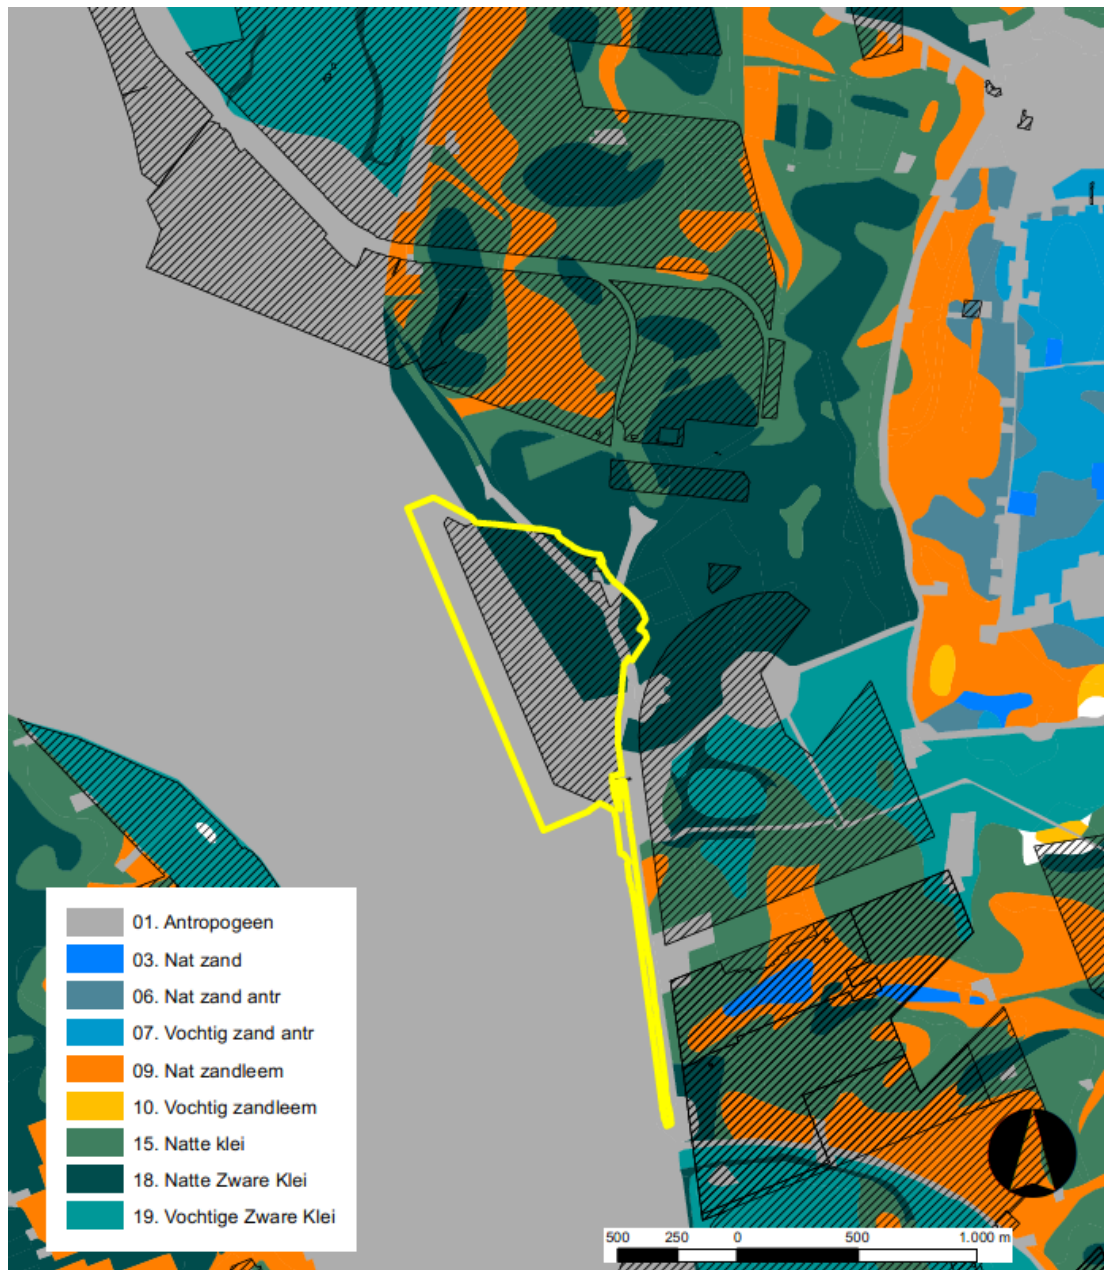 01. Antropogeen
03. Nat zand
06. Nat zand antr
07. Vochtig zand antr
09. Nat zandleem
10. Vochtig zandleem
15. Natte klei
18. Natte Zware Klei
19. Vochtige Zware Klei
500 250 0 500 1.000 m